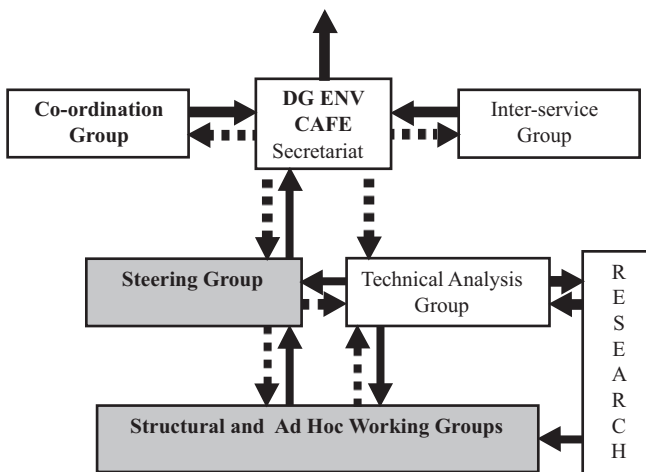 Co-ordination
Group
DG ENV
CAFE
Secretariat
Inter-service
Group
Steering Group
Technical Analysis
Group
R
E
S
E
A
R
C
H
Structural and Ad Hoc Working Groups